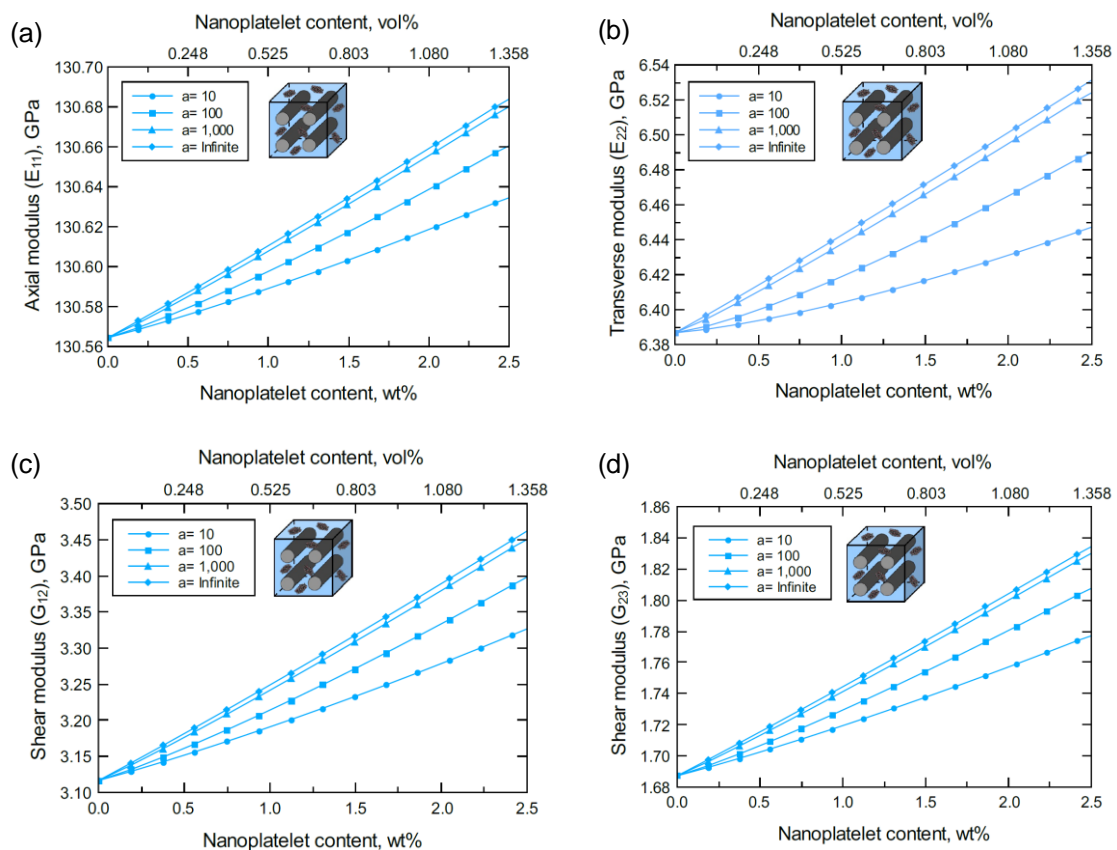 (a)
Nanoplatelet content, vol%
0.248 0.525 0.803 1.080 1.358
130.70
130.68
130.66
130.64
130.62
130.60
130.58
130.56
Axial modulus (E11), GPa
a= 10
a= 100
a= 1,000
a= Infinite
0.0 0.5 1.0 1.5 2.0 2.5
Nanoplatelet content, wt%
(b)
Nanoplatelet content, vol%
0.248 0.525 0.803 1.080 1.358
6.54
6.52
6.50
6.48
6.46
6.44
6.42
6.40
6.38
Transverse modulus (E22), GPa
a= 10
a= 100
a= 1,000
a= Infinite
0.0 0.5 1.0 1.5 2.0 2.5
Nanoplatelet content, wt%
(c)
Nanoplatelet content, vol%
0.248 0.525 0.803 1.080 1.358
3.50
3.45
3.40
3.35
3.30
3.25
3.20
3.15
3.10
Shear modulus (G12), GPa
a= 10
a= 100
a= 1,000
a= Infinite
0.0 0.5 1.0 1.5 2.0 2.5
Nanoplatelet content, wt%
(d)
Nanoplatelet content, vol%
0.248 0.525 0.803 1.080 1.358
1.86
1.84
1.82
1.80
1.78
1.76
1.74
1.72
1.70
1.68
Shear modulus (G23), GPa
a= 10
a= 100
a= 1,000
a= Infinite
0.0 0.5 1.0 1.5 2.0 2.5
Nanoplatelet content, wt%